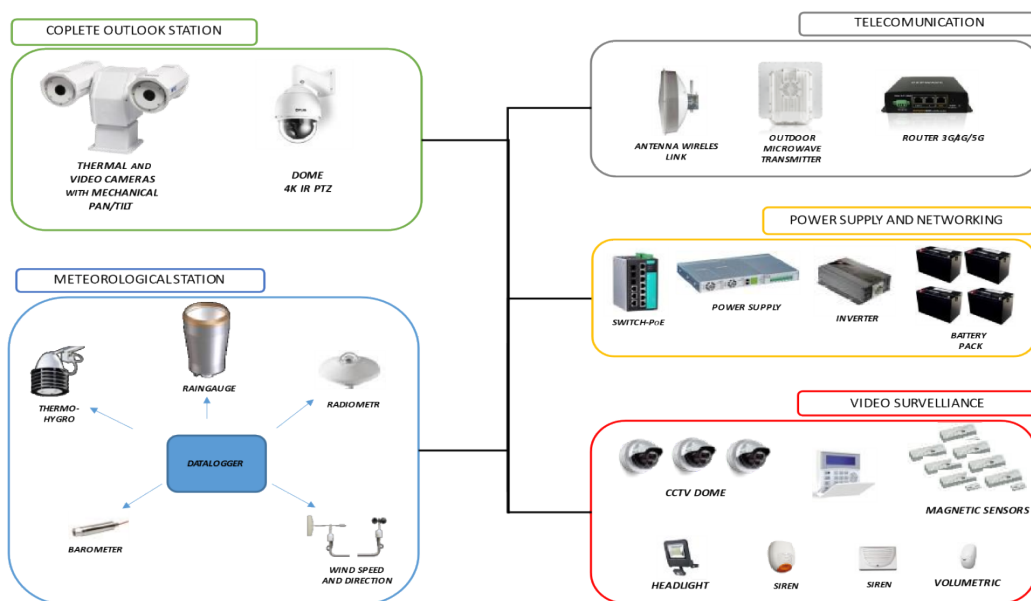 COPLETE OUTLOOK STATION
THERMAL AND
VIDEO CAMERAS
WITH MECHANICAL
PAN/TILT
DOME
4K IR PTZ
METEOROLOGICAL STATION
THERMO-
HYGRO
RAINGAUGE
RADIOMETR
DATALOGGER
BAROMETER
WIND SPEED
AND DIRECTION
TELECOMUNICATION
ANTENNA WIRELES
LINK
OUTDOOR
MICROWAVE
TRANSMITTER
ROUTER 3G/4G/5G
POWER SUPPLY AND NETWORKING
SWITCH-POE
POWER SUPPLY
INVERTER
BATTERY
PACK
VIDEO SURVELLIANCE
CCTV DOME
MAGNETIC SENSORS
HEADLIGHT
SIREN
SIREN
VOLUMETRIC